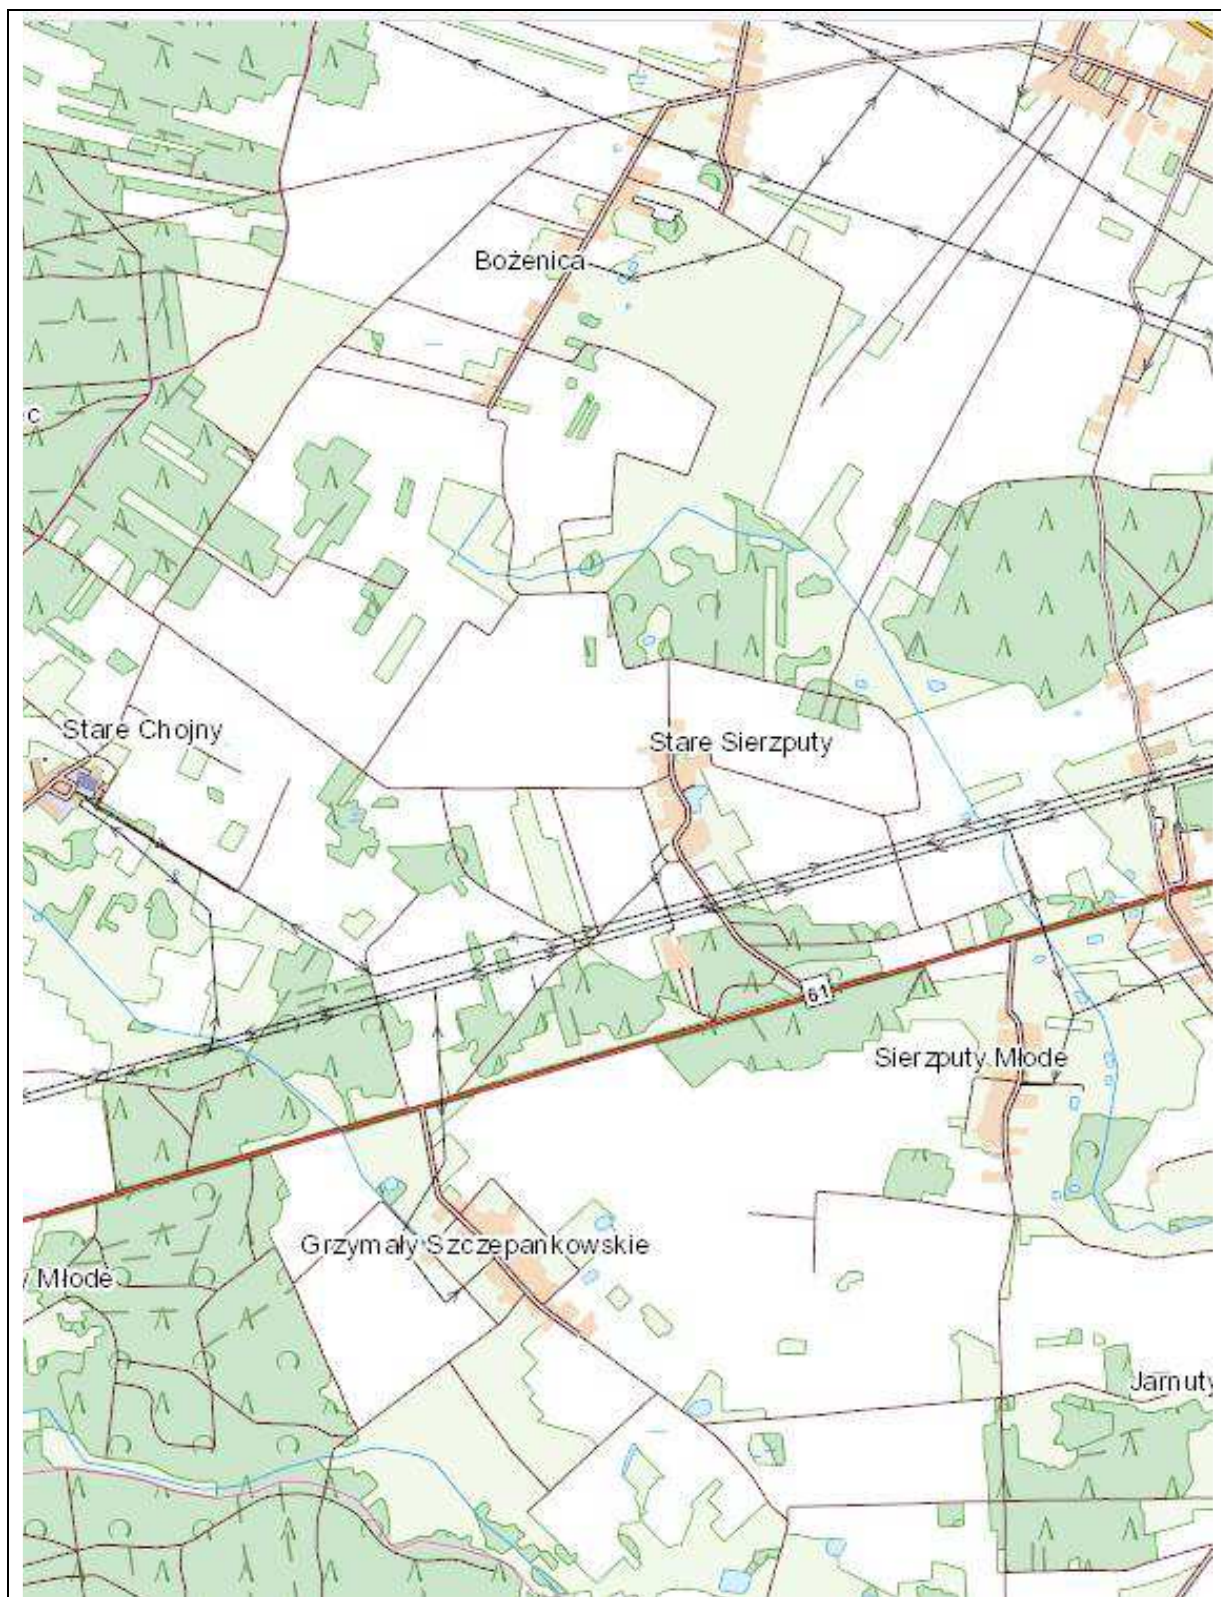 Bożenica
c
Stare Chojny
Stare Sierzputy
61
Sierzputy Młode
Grzymały Szczepankowskie
y Młode
Jarnuty